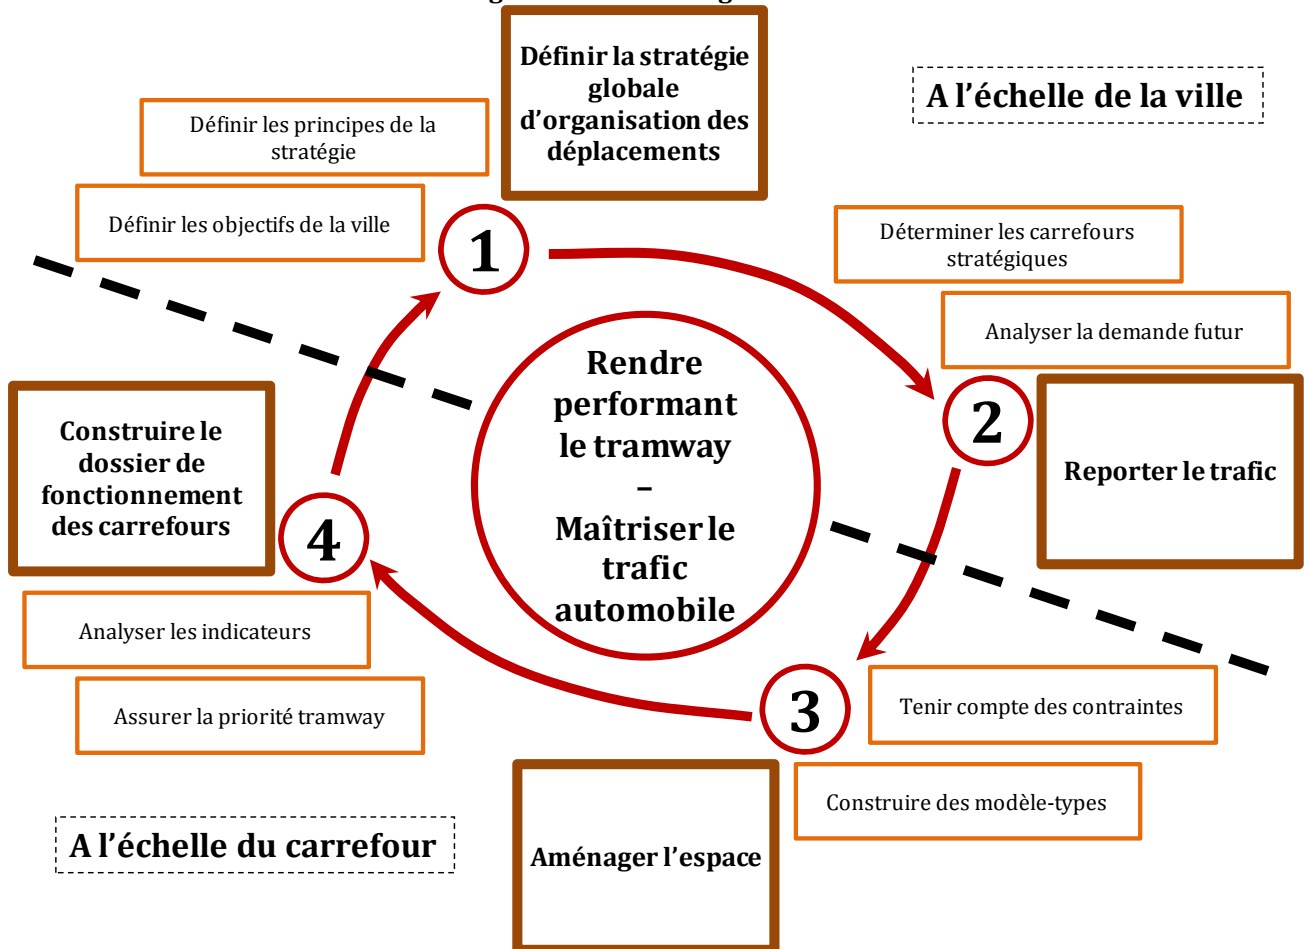 Définir la stratégie
globale
d'organisation des
déplacements
A l'échelle de la ville
Définir les principes de la
stratégie
Définir les objectifs de la ville
1
Déterminer les carrefours
stratégiques
Analyser la demande futur
2
Reporter le trafic
Rendre
performant
le tramway
–
Maîtriser le
trafic
automobile
Construire le
dossier de
fonctionnement
des carrefours
4
Analyser les indicateurs
Assurer la priorité tramway
3
Tenir compte des contraintes
Construire des modèle-types
Aménager l'espace
A l'échelle du carrefour